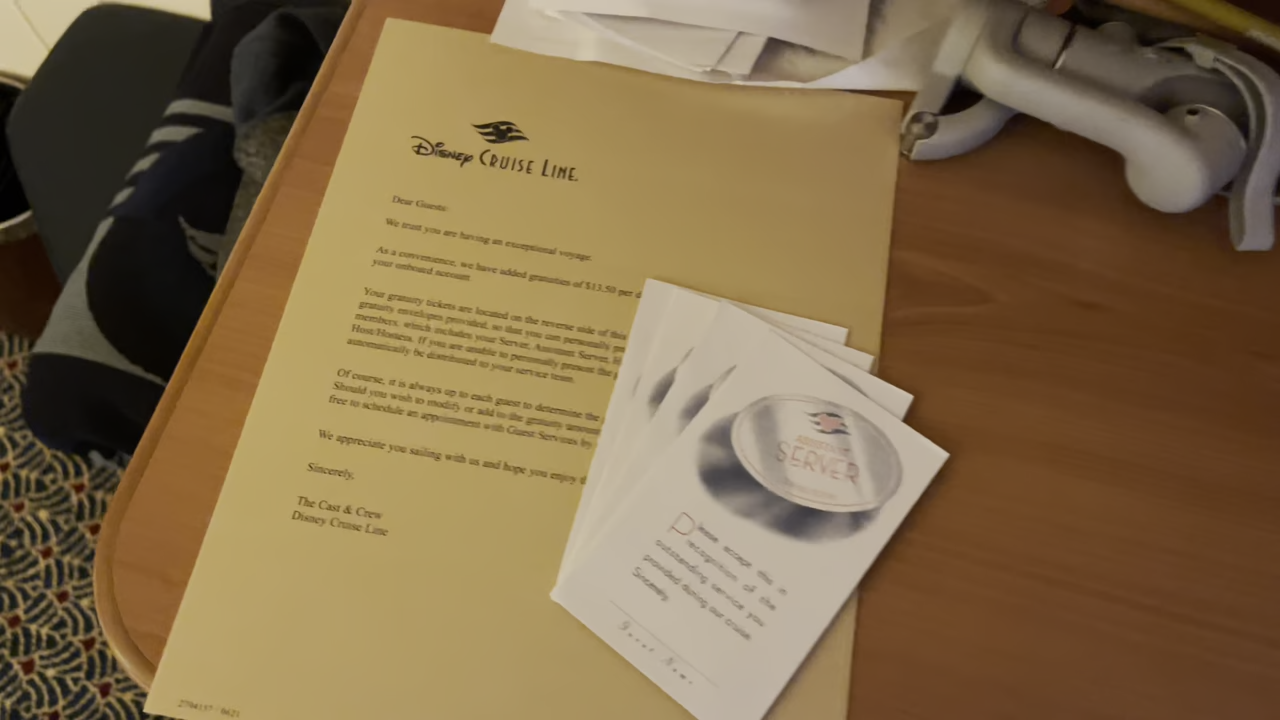 Disney Cruise Line
Dear Guests:
We trust you are having an exceptional voyage.
As a convenience, we have added gratuities of $13.50 per
your onboard account.
Your gratuity tickets are located on the reverse side of this
gratuity envelopes provided, so that you can personally
members, which includes your Server, Assistant Server,
Host/Hostess. If you are unable to personally present the
automatically be distributed to your service team.
Of course, it is always up to each guest to determine the
Should you wish to modify or add to the gratuity amount
free to schedule an appointment with Guest Services by
We appreciate you sailing with us and hope you enjoy
Sincerely,
The Cast & Crew
Disney Cruise Line
2704137 / 0621
ASSISTANT
SERVER
Please accept this in
recognition of the
outstanding service you
provided during our cruise.
Sincerely,
Guest Name